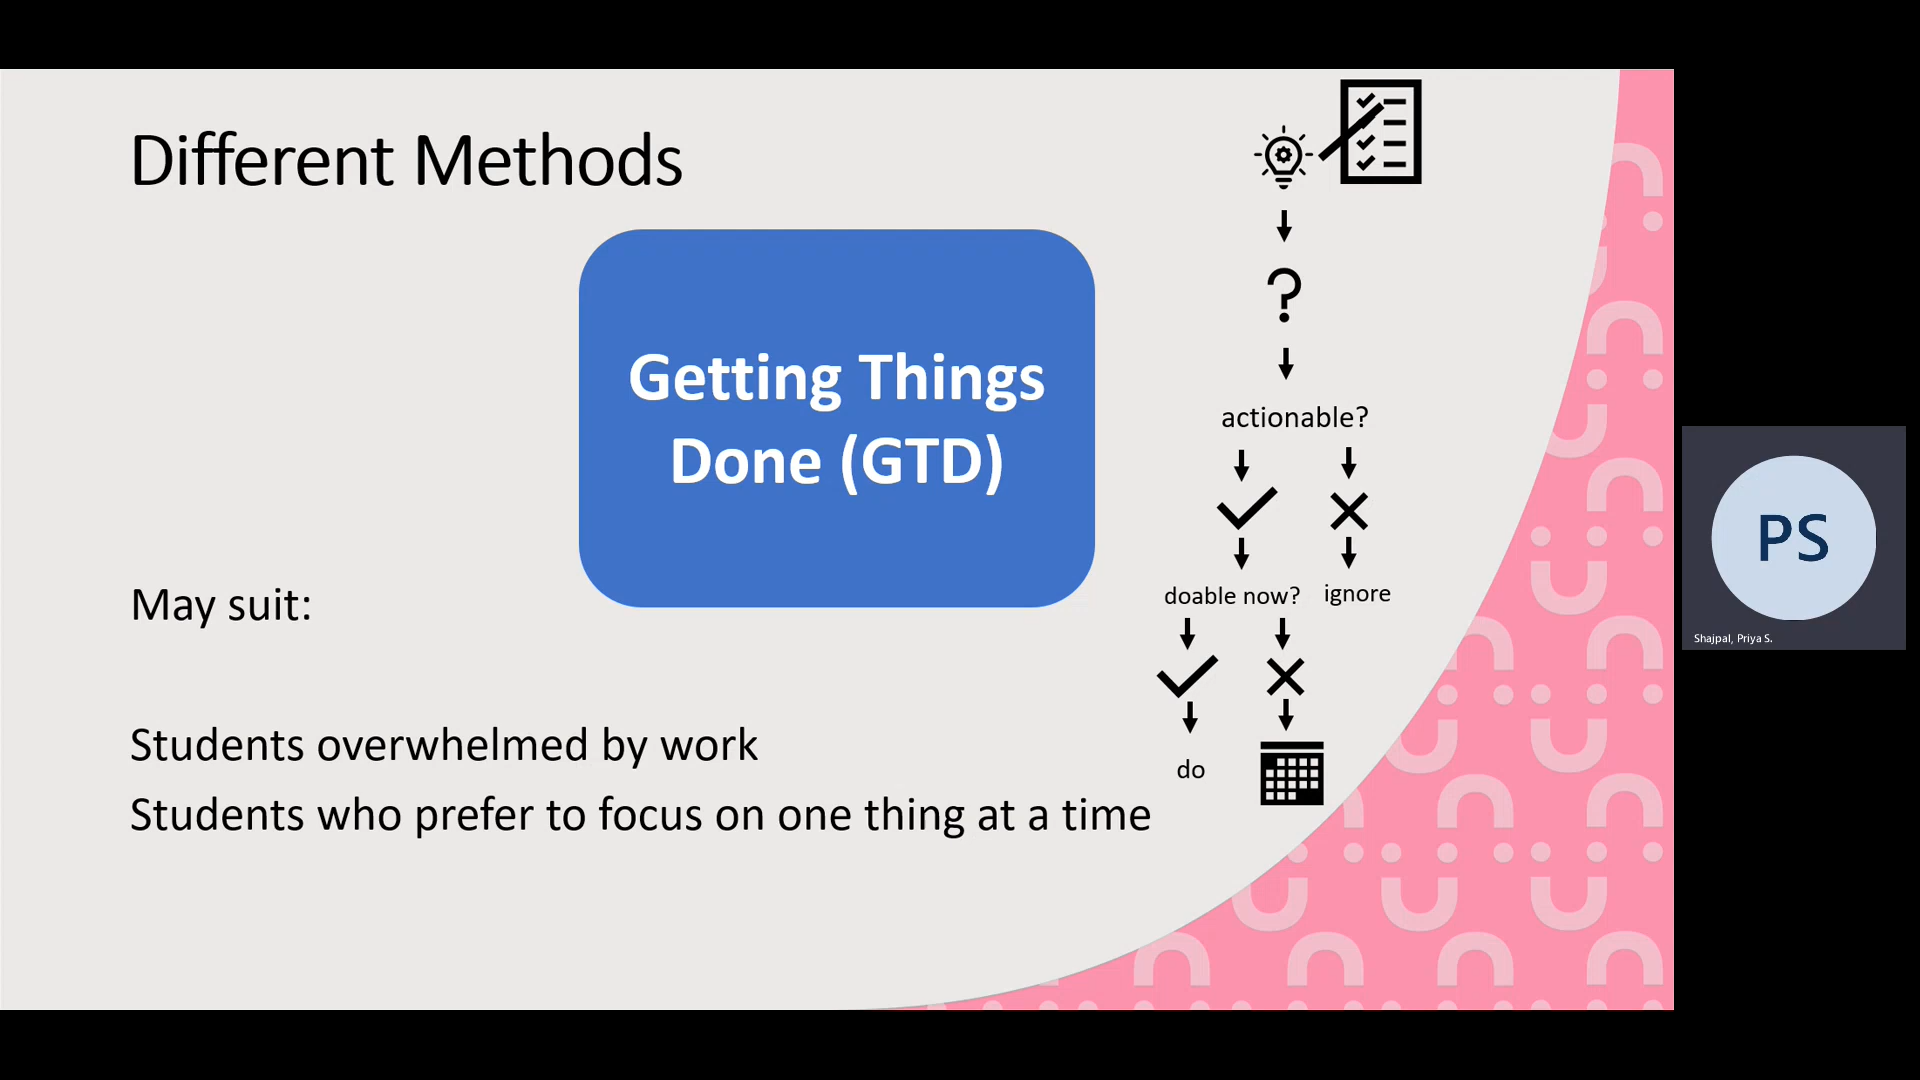 Different Methods
Getting Things
Done (GTD)
?
actionable?
doable now?
ignore
do
May suit:
Students overwhelmed by work
Students who prefer to focus on one thing at a time
PS
Shajpal, Priya S.